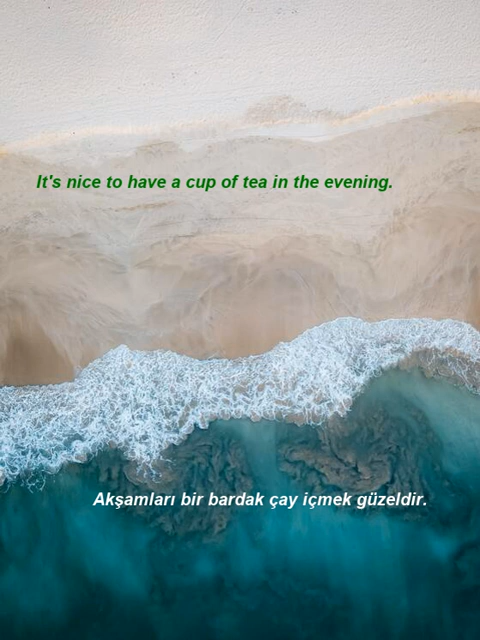 It's nice to have a cup of tea in the evening.
Akşamları bir bardak çay içmek güzeldir.